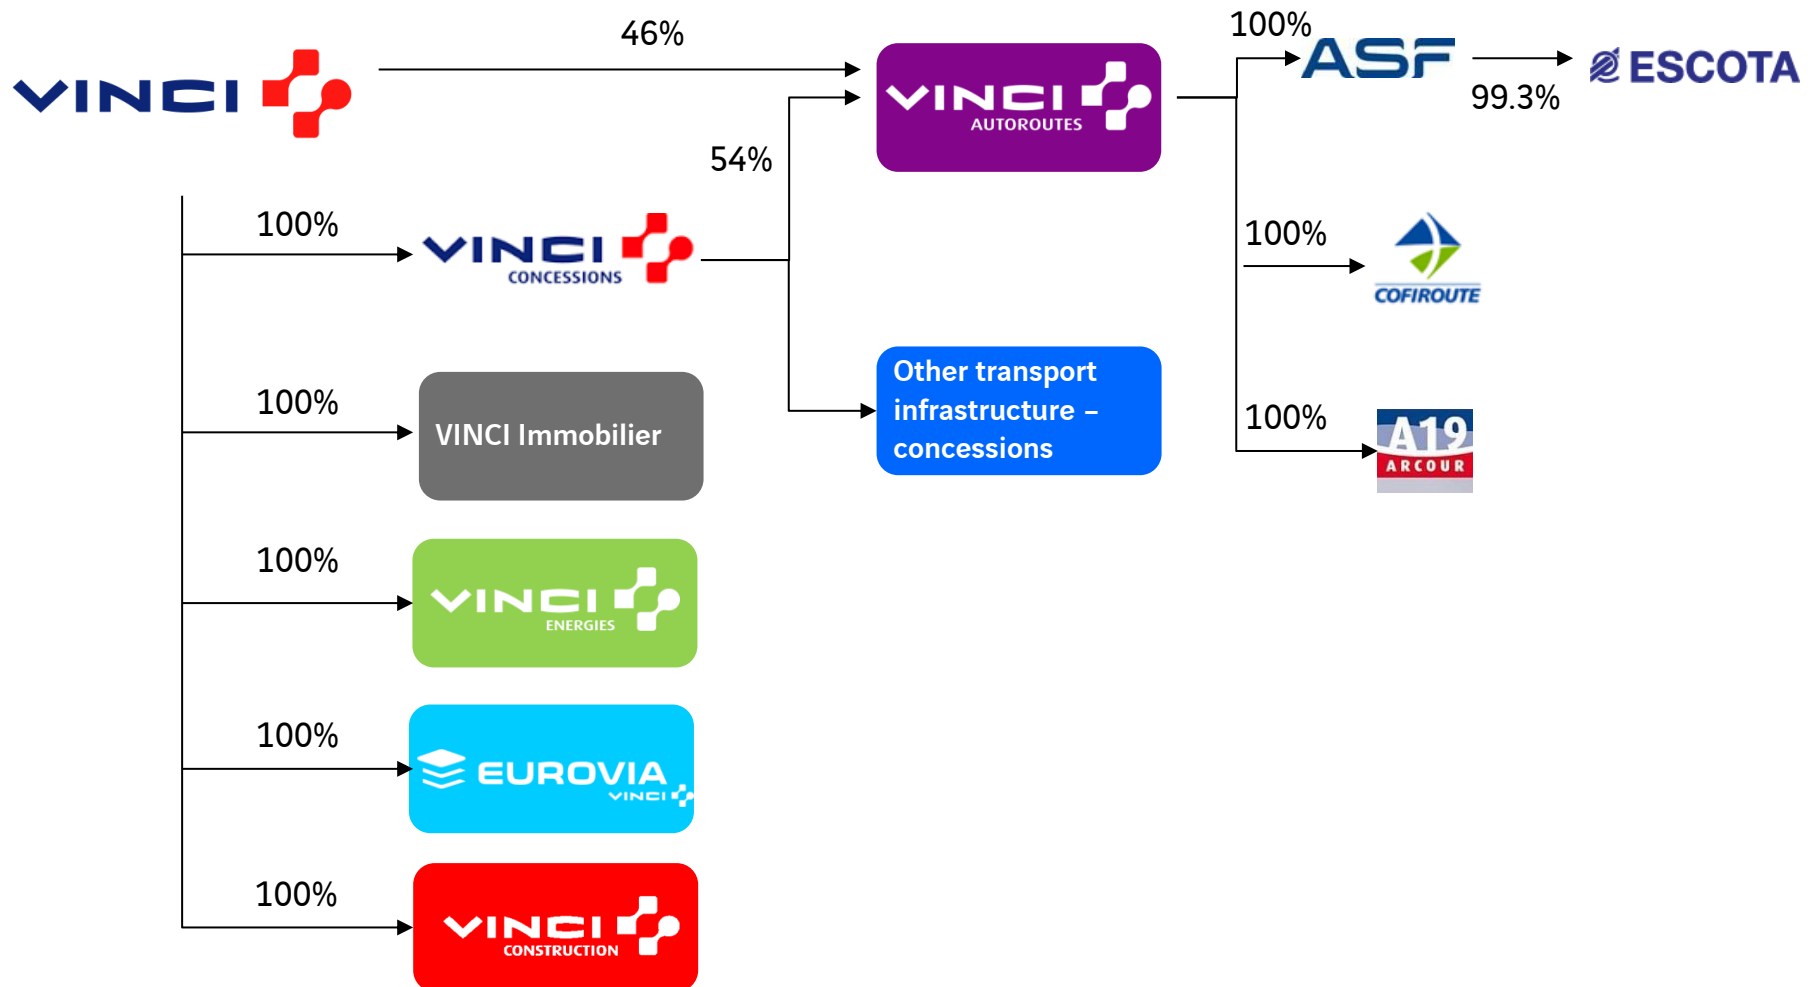 46%
100%
VINCI
VINCI
AUTOROUTES
ASF
ESCOTA
99.3%
54%
100%
VINCI
CONCESSIONS
100%
COFIROUTE
100%
VINCI Immobilier
Other transport
infrastructure –
concessions
100%
A19
ARCOUR
100%
VINCI
ENERGIES
100%
EUROVIA
VINCI
100%
VINCI
CONSTRUCTION